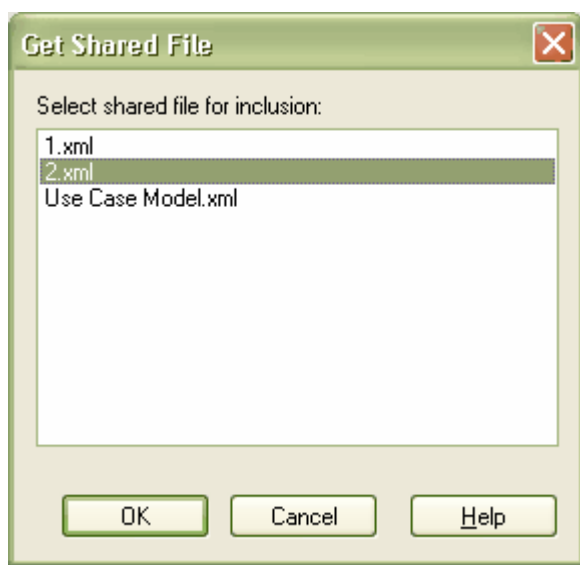 Get Shared File
Select shared file for inclusion:
1.xml
2.xml
Use Case Model.xml
OK Cancel Help